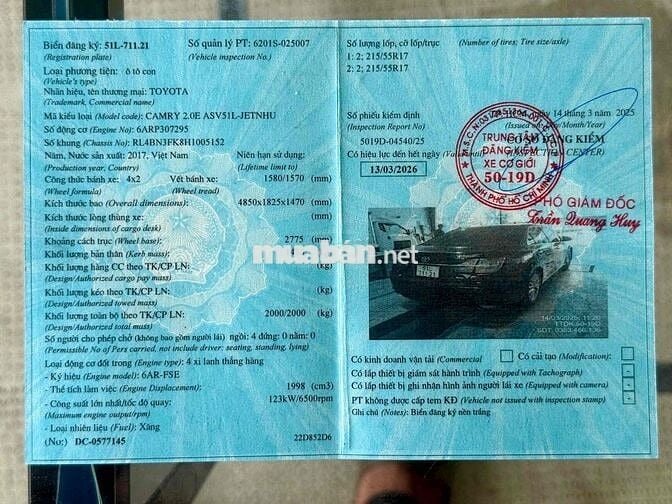 Biển đăng ký: 51L-711.21
(Registration plate)
Số quản lý PT: 6201S-025007
(Vehicle inspection No.)
Loại phương tiện: ô tô con
(Vehicle's type)
Nhãn hiệu, tên thương mại: TOYOTA
(Trademark, Commercial name)
Mã kiểu loại (Model code): CAMRY 2.0E ASV51L-JETNHU
Số động cơ (Engine No): 6ARP307295
Số khung (Chassis No): RL4BN3FK8H1005152
Năm, Nước sản xuất: 2017, Việt Nam
(Production year, Country)
Niên hạn sử dụng:
(Lifetime limit to)
Công thức bánh xe: 4x2
(Wheel formula)
Vết bánh xe: 1580/1570 (mm)
(Wheel tread)
Kích thước bao (Overall dimensions): 4850x1825x1470 (mm)
Kích thước lòng thùng xe: (mm)
(Inside dimensions of cargo desk)
Khoảng cách trục (Wheel base): 2775 (mm)
Khối lượng bản thân (Kerb mass): (kg)
Khối lượng hàng CC theo TK/CP LN: (kg)
(Design/Authorized cargo pay mass)
Khối lượng kéo theo TK/CP LN: (kg)
(Design/Authorized towed mass)
Khối lượng toàn bộ theo TK/CP LN: 2000/2000 (kg)
(Design/Authorized total mass)
Số người cho phép chở (không bao gồm người lái) ngồi: 4 đứng: 0 nằm: 0
(Permissible No of Pers carried, not include driver: seating, standing, lying)
Loại động cơ đốt trong (Engine type): 4 xi lanh thẳng hàng
- Ký hiệu (Engine model): 6AR-FSE
- Thể tích làm việc (Engine Displacement): 1998 (cm3)
- Công suất lớn nhất/tốc độ quay: 123kW/6500rpm
(Maximum engine output/rpm)
- Loại nhiên liệu (Fuel): Xăng
(No:) DC-0577145
22D852D6
Số lượng lốp, cỡ lốp/trục (Number of tires; Tire size/axle)
1: 2; 215/55R17
2: 2; 215/55R17
14 tháng 3 năm 2025
(Issued on: Day/Month/Year)
Số phiếu kiểm định
(Inspection Report No)
5019D-04540/25
CƠ SỞ ĐĂNG KIỂM
Có hiệu lực đến hết ngày
13/03/2026
TRUNG TÂM
ĐĂNG KIỂM
XE CƠ GIỚI
50-19D
THÀNH PHỐ HỒ CHÍ MINH
PHÓ GIÁM ĐỐC
Trần Quang Huy
muaban.net
14/03/2025 11:20
Có kinh doanh vận tải (Commercial
Có cải tạo (Modification):
Có lắp thiết bị giám sát hành trình (Equipped with Tachograph)
Có lắp thiết bị ghi nhận hình ảnh người lái xe (Equipped with camera)
PT không được cấp tem KĐ (Vehicle not issued with inspection stamp)
Ghi chú (Notes): Biển đăng ký nền trắng